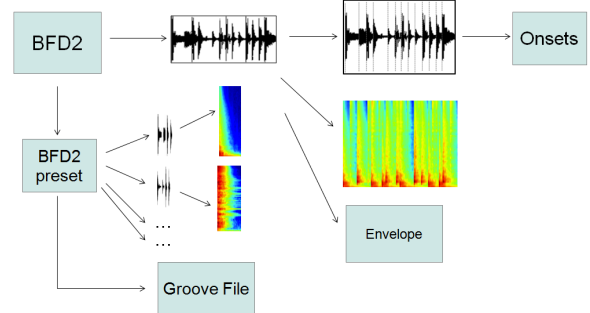 BFD2
Onsets
BFD2
preset
...
...
Envelope
Groove File